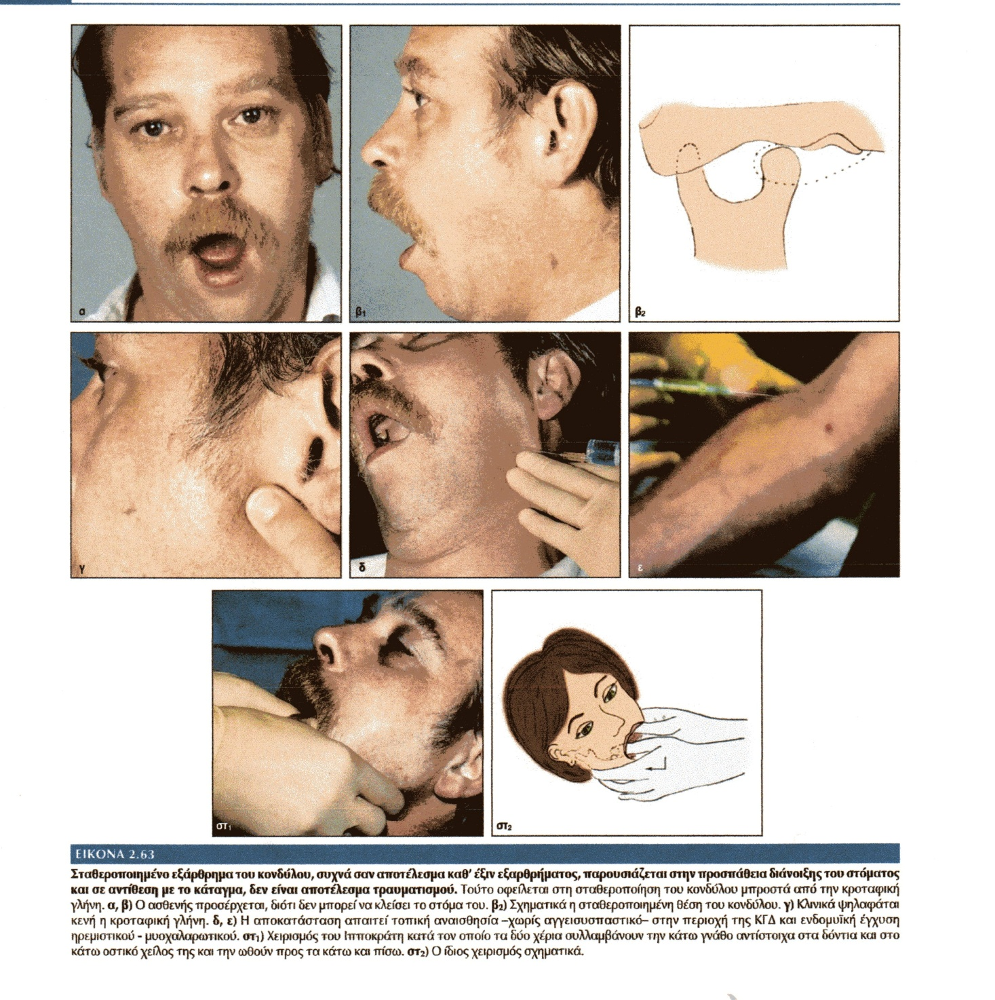 α
β₁
β₂
γ
δ
ε
στ₁
στ₂
ΕΙΚΟΝΑ 2.63
Σταθεροποιημένο εξάρθρημα του κονδύλου, συχνά σαν αποτέλεσμα καθ’ έξιν εξαρθρήματος, παρουσιάζεται στην προσπάθεια διάνοιξης του στόματος
και σε αντίθεση με το κάταγμα, δεν είναι αποτέλεσμα τραυματισμού. Τούτο οφείλεται στη σταθεροποίηση του κονδύλου μπροστά από την κροταφική
γλήνη. α, β) Ο ασθενής προσέρχεται, διότι δεν μπορεί να κλείσει το στόμα του. β₂) Σχηματικά η σταθεροποιημένη θέση του κονδύλου. γ) Κλινικά ψηλαφάται
κενή η κροταφική γλήνη. δ, ε) Η αποκατάσταση απαιτεί τοπική αναισθησία –χωρίς αγγειοσυσπαστικό– στην περιοχή της ΚΓΔ και ενδομυϊκή έγχυση
ηρεμιστικού - μυοχαλαρωτικού. στ₁) Χειρισμός του Ιπποκράτη κατά τον οποίο τα δύο χέρια συλλαμβάνουν την κάτω γνάθο αντίστοιχα στα δόντια και στο
κάτω οστικό χείλος της και την ωθούν προς τα κάτω και πίσω. στ₂) Ο ίδιος χειρισμός σχηματικά.